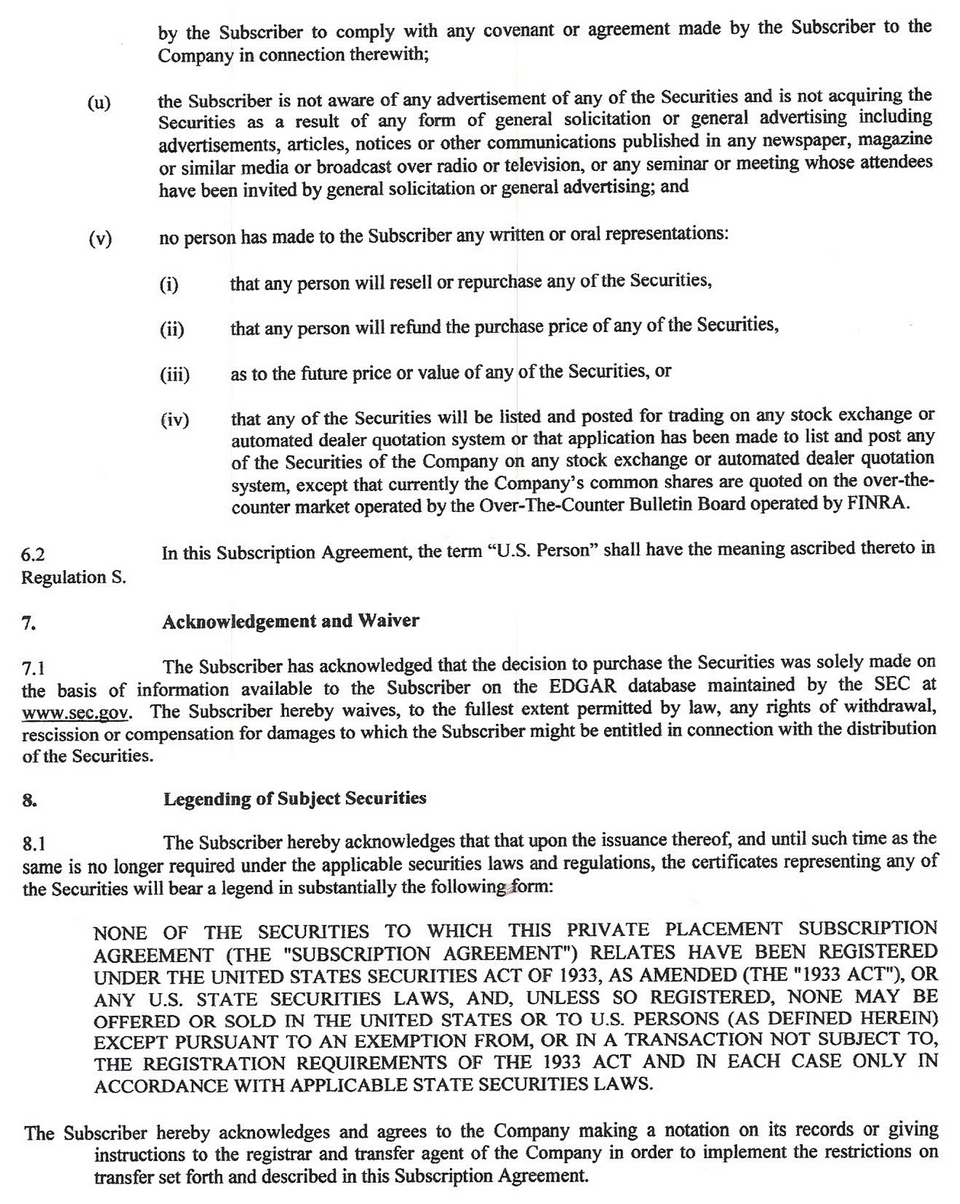 by the Subscriber to comply with any covenant or agreement made by the Subscriber to the
Company in connection therewith;
(u) the Subscriber is not aware of any advertisement of any of the Securities and is not acquiring the
Securities as a result of any form of general solicitation or general advertising including
advertisements, articles, notices or other communications published in any newspaper, magazine
or similar media or broadcast over radio or television, or any seminar or meeting whose attendees
have been invited by general solicitation or general advertising; and
(v) no person has made to the Subscriber any written or oral representations:
(i) that any person will resell or repurchase any of the Securities,
(ii) that any person will refund the purchase price of any of the Securities,
(iii) as to the future price or value of any of the Securities, or
(iv) that any of the Securities will be listed and posted for trading on any stock exchange or
automated dealer quotation system or that application has been made to list and post any
of the Securities of the Company on any stock exchange or automated dealer quotation
system, except that currently the Company's common shares are quoted on the over-the-
counter market operated by the Over-The-Counter Bulletin Board operated by FINRA.
6.2 In this Subscription Agreement, the term “U.S. Person” shall have the meaning ascribed thereto in
Regulation S.
7. Acknowledgement and Waiver
7.1 The Subscriber has acknowledged that the decision to purchase the Securities was solely made on
the basis of information available to the Subscriber on the EDGAR database maintained by the SEC at
www.sec.gov. The Subscriber hereby waives, to the fullest extent permitted by law, any rights of withdrawal,
rescission or compensation for damages to which the Subscriber might be entitled in connection with the distribution
of the Securities.
8. Legending of Subject Securities
8.1 The Subscriber hereby acknowledges that that upon the issuance thereof, and until such time as the
same is no longer required under the applicable securities laws and regulations, the certificates representing any of
the Securities will bear a legend in substantially the following form:
NONE OF THE SECURITIES TO WHICH THIS PRIVATE PLACEMENT SUBSCRIPTION
AGREEMENT (THE "SUBSCRIPTION AGREEMENT") RELATES HAVE BEEN REGISTERED
UNDER THE UNITED STATES SECURITIES ACT OF 1933, AS AMENDED (THE "1933 ACT"), OR
ANY U.S. STATE SECURITIES LAWS, AND, UNLESS SO REGISTERED, NONE MAY BE
OFFERED OR SOLD IN THE UNITED STATES OR TO U.S. PERSONS (AS DEFINED HEREIN)
EXCEPT PURSUANT TO AN EXEMPTION FROM, OR IN A TRANSACTION NOT SUBJECT TO,
THE REGISTRATION REQUIREMENTS OF THE 1933 ACT AND IN EACH CASE ONLY IN
ACCORDANCE WITH APPLICABLE STATE SECURITIES LAWS.
The Subscriber hereby acknowledges and agrees to the Company making a notation on its records or giving
instructions to the registrar and transfer agent of the Company in order to implement the restrictions on
transfer set forth and described in this Subscription Agreement.